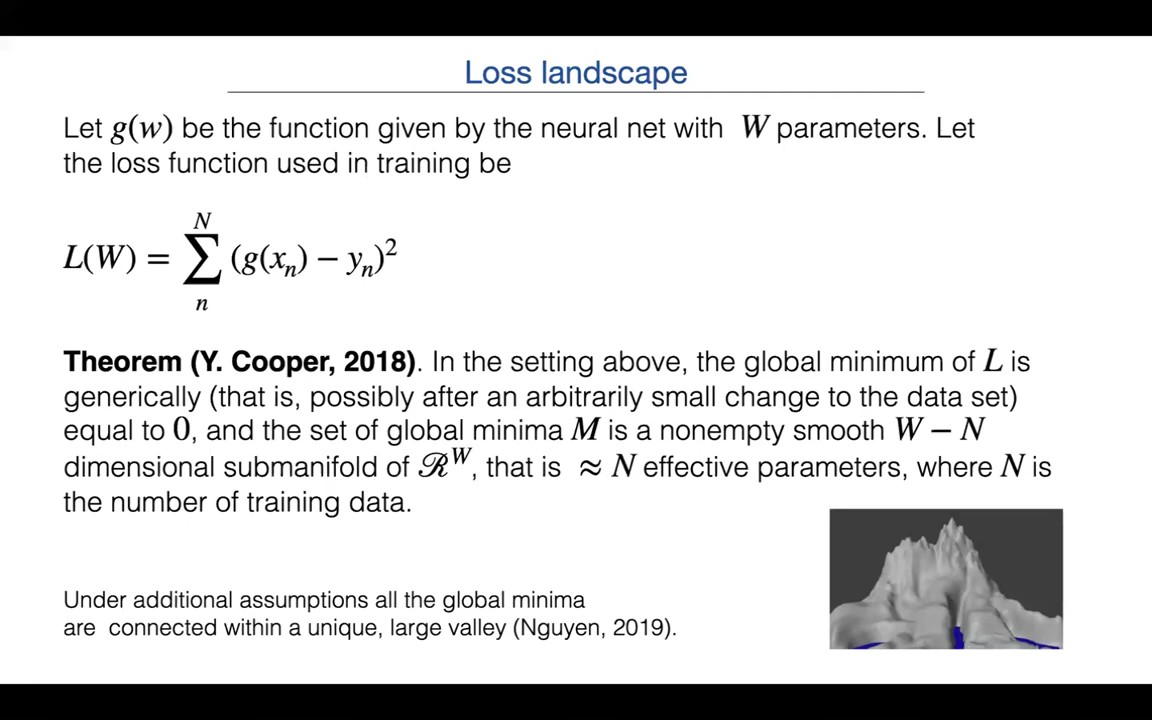 Loss landscape
Let g(w) be the function given by the neural net with W parameters. Let
the loss function used in training be
L(W) = ∑_n^N (g(x_n) − y_n)^2
Theorem (Y. Cooper, 2018). In the setting above, the global minimum of L is
generically (that is, possibly after an arbitrarily small change to the data set)
equal to 0, and the set of global minima M is a nonempty smooth W − N
dimensional submanifold of ℛ^W, that is ≈ N effective parameters, where N is
the number of training data.
Under additional assumptions all the global minima
are connected within a unique, large valley (Nguyen, 2019).